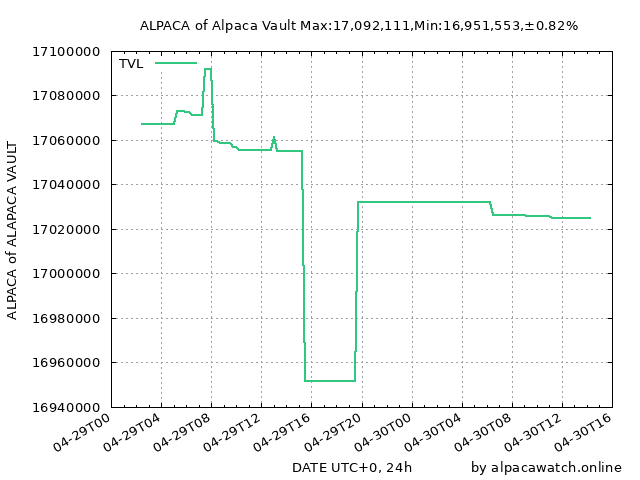 ALPACA of Alpaca Vault Max:17,092,111,Min:16,951,553,±0.82%
TVL
ALPACA of ALAPACA VAULT
17100000
17080000
17060000
17040000
17020000
17000000
16980000
16960000
16940000
04-29T00 04-29T04 04-29T08 04-29T12 04-29T16 04-29T20 04-30T00 04-30T04 04-30T08 04-30T12 04-30T16
DATE UTC+0, 24h by alpacawatch.online